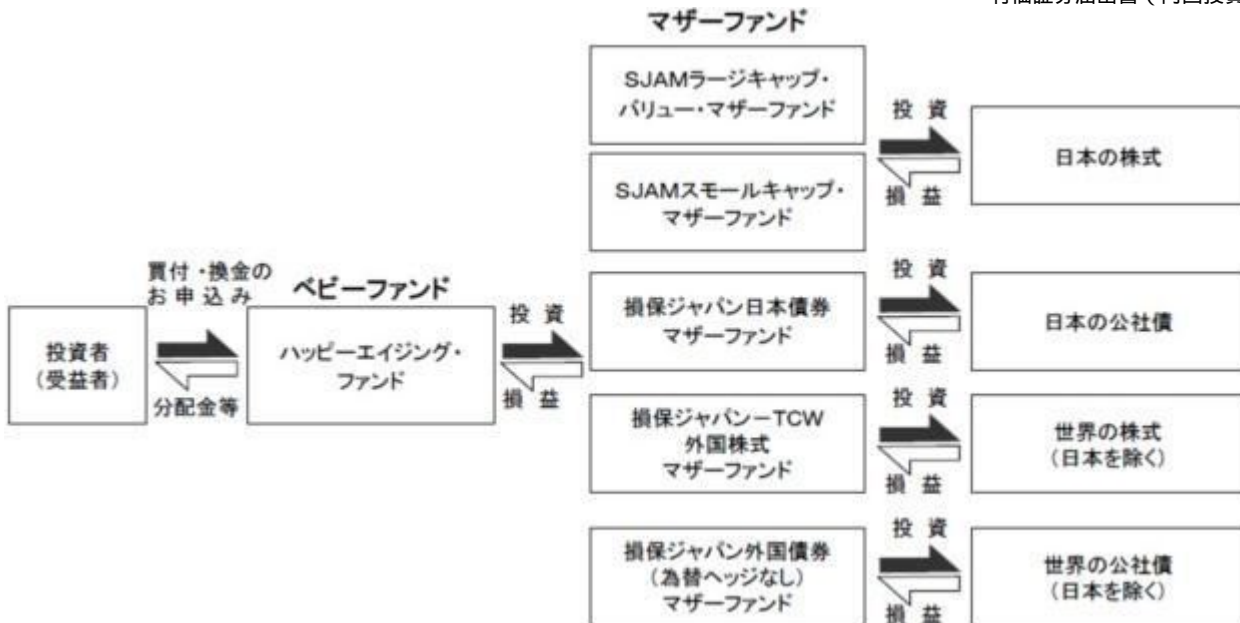 マザーファンド
SJAMラージキャップ・
バリュー・マザーファンド
投 資
損 益
日本の株式
SJAMスモールキャップ・
マザーファンド
買付・換金の
お 申 込 み
ベビーファンド
投資者
(受益者)
分配金等
ハッピーエイジング・
ファンド
投 資
損 益
損保ジャパン日本債券
マザーファンド
投 資
損 益
日本の公社債
損保ジャパン－TCW
外国株式
マザーファンド
投 資
損 益
世界の株式
(日本を除く)
損保ジャパン外国債券
(為替ヘッジなし)
マザーファンド
投 資
損 益
世界の公社債
(日本を除く)